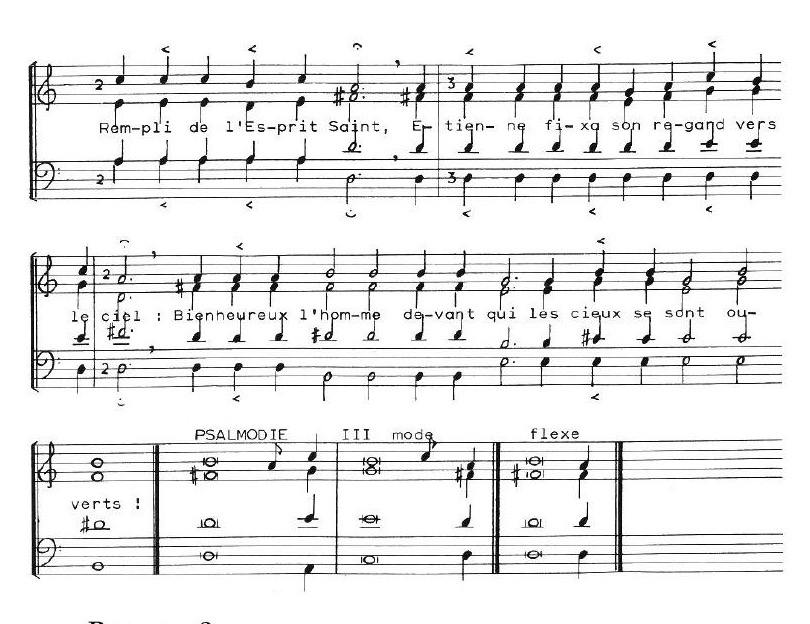 Rem-pli de l'Es-prit Saint, E- tien- ne fi-xa son re-gard vers
le ciel : Bienheureux l'hom-me de-vant qui les cieux se sont ou-
PSALMODIE III mode flexe
verts !